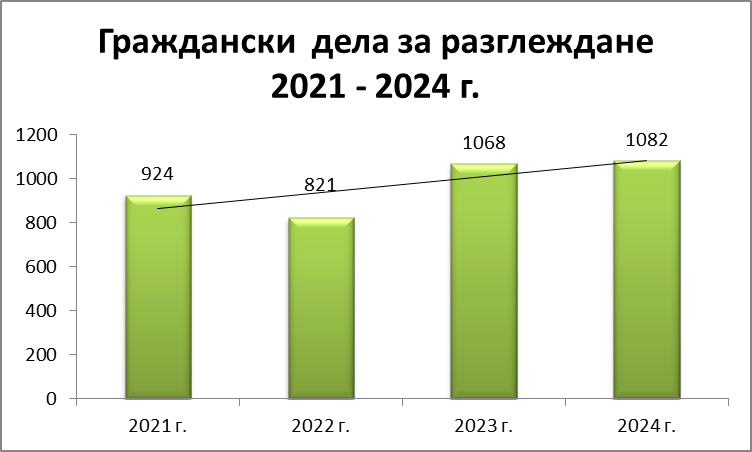 Граждански дела за разглеждане
2021 - 2024 г.
1200
1000
800
600
400
200
0
924
821
1068
1082
2021 г.
2022 г.
2023 г.
2024 г.